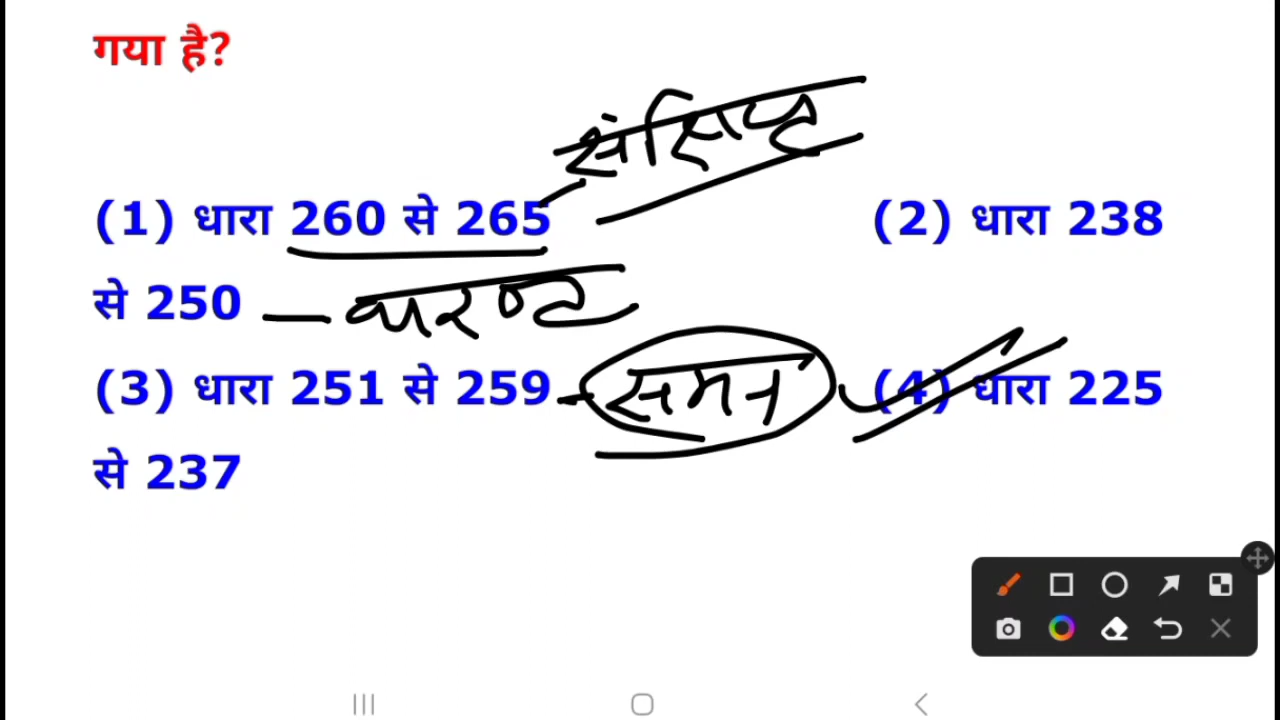 गया है?
संक्षिप्त
(1) धारा 260 से 265 (2) धारा 238
से 250 – वारण्ट
(3) धारा 251 से 259 - समन (4) धारा 225
से 237